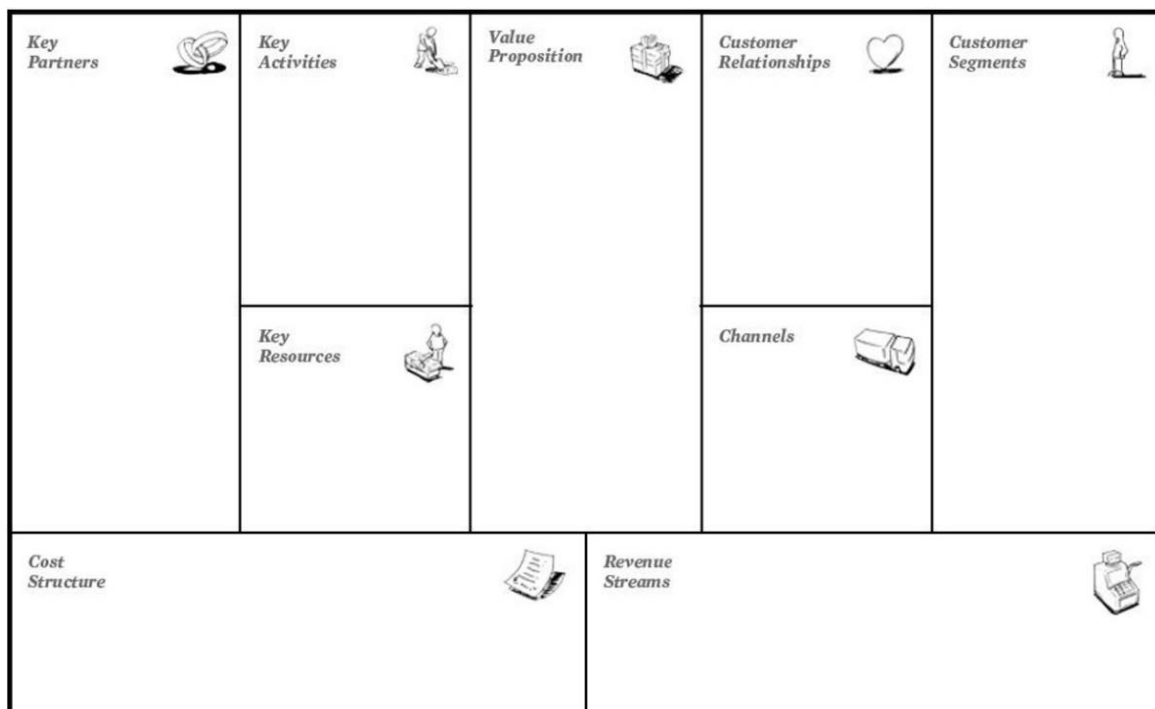 Key
Partners
Key
Activities
Value
Proposition
Customer
Relationships
Customer
Segments
Key
Resources
Channels
Cost
Structure
Revenue
Streams